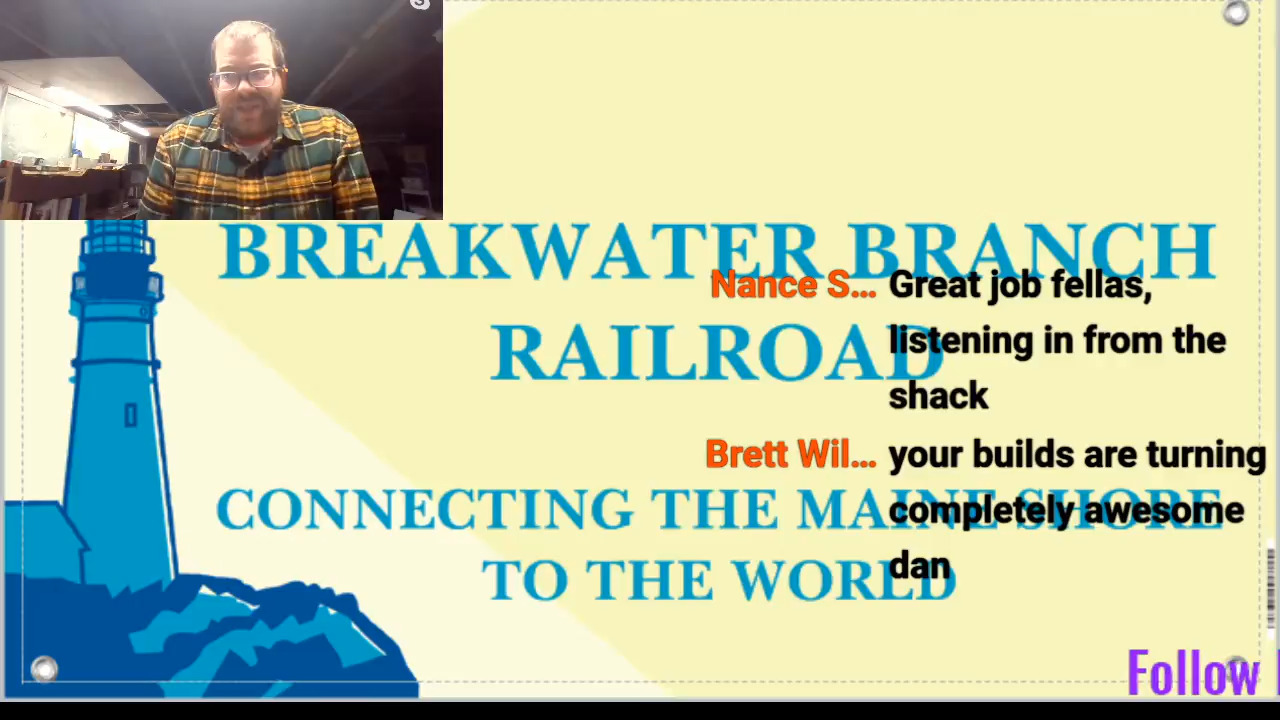 BREAKWATER BRANCH
RAILROAD
CONNECTING THE MAINE SHORE
TO THE WORLD
Nance S... Great job fellas,
listening in from the
shack
Brett Wil... your builds are turning
completely awesome
dan
Follow